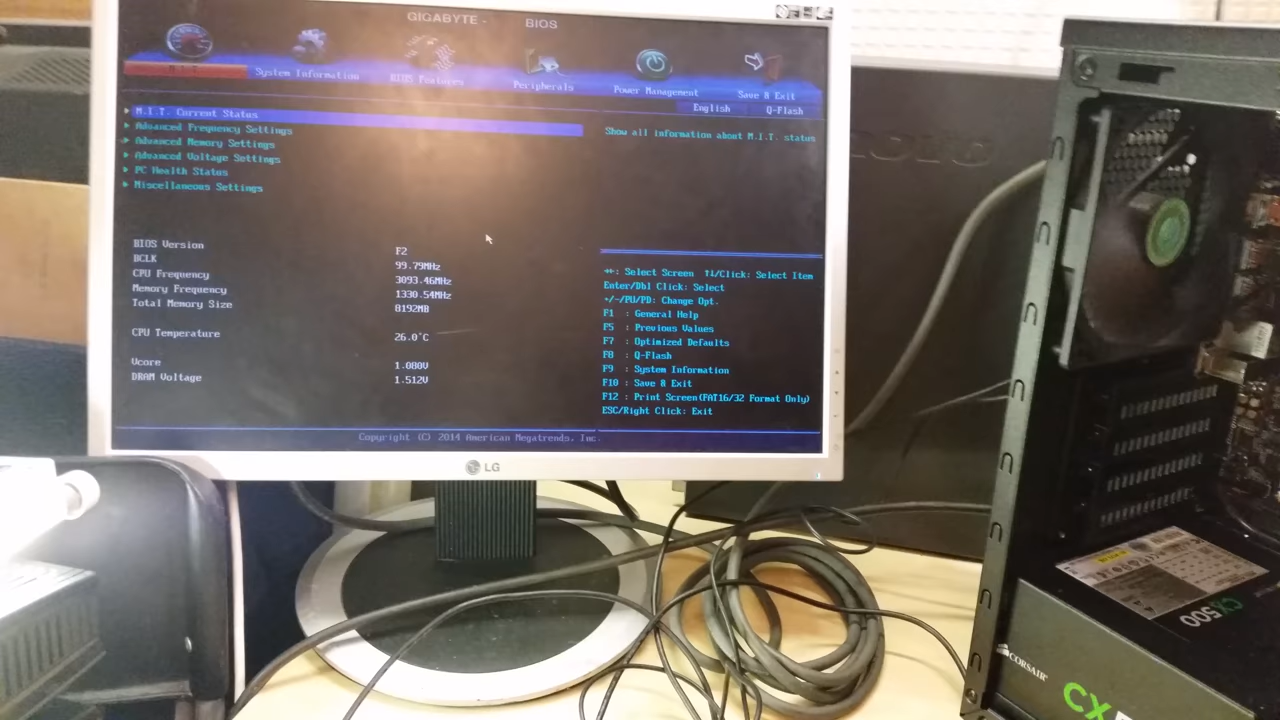 GIGABYTE - BIOS
M.I.T.
System Information
BIOS Features
Peripherals
Power Management
Save & Exit
English
Q-Flash
M.I.T. Current Status
Advanced Frequency Settings
Advanced Memory Settings
Advanced Voltage Settings
PC Health Status
Miscellaneous Settings
Show all information about M.I.T. status
BIOS Version F2
BCLK 99.79MHz
CPU Frequency 3093.46MHz
Memory Frequency 1330.54MHz
Total Memory Size 8192MB
CPU Temperature 26.0°C
Vcore 1.080V
DRAM Voltage 1.512V
: Select Screen ↑↓/Click: Select Item
Enter/Dbl Click: Select
+/-/PU/PD: Change Opt.
F1 : General Help
F5 : Previous Values
F7 : Optimized Defaults
F8 : Q-Flash
F9 : System Information
F10 : Save & Exit
F12 : Print Screen(FAT16/32 Format Only)
ESC/Right Click: Exit
Copyright (C) 2014 American Megatrends, Inc.
LG
CX500
CORSAIR
CX